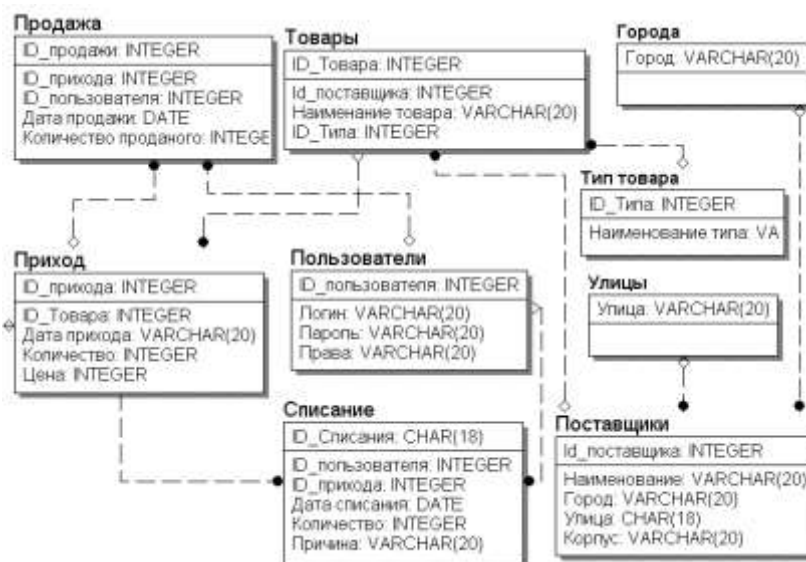 Продажа
ID_продажи: INTEGER
ID_прихода: INTEGER
ID_пользователя: INTEGER
Дата продажи: DATE
Количество проданого: INTEGE
Товары
ID_Товара: INTEGER
Id_поставщика: INTEGER
Наименание товара: VARCHAR(20)
ID_Типа: INTEGER
Города
Город: VARCHAR(20)
Тип товара
ID_Типа: INTEGER
Наименование типа: VA
Приход
ID_прихода: INTEGER
ID_Товара: INTEGER
Дата прихода: VARCHAR(20)
Количество: INTEGER
Цена: INTEGER
Пользователи
ID_пользователя: INTEGER
Логин: VARCHAR(20)
Пароль: VARCHAR(20)
Права: VARCHAR(20)
Улицы
Улица: VARCHAR(20)
Списание
ID_Списания: CHAR(18)
ID_пользователя: INTEGER
ID_прихода: INTEGER
Дата списания: DATE
Количество: INTEGER
Причина: VARCHAR(20)
Поставщики
Id_поставщика: INTEGER
Наименование: VARCHAR(20)
Город: VARCHAR(20)
Улица: CHAR(18)
Корпус: VARCHAR(20)